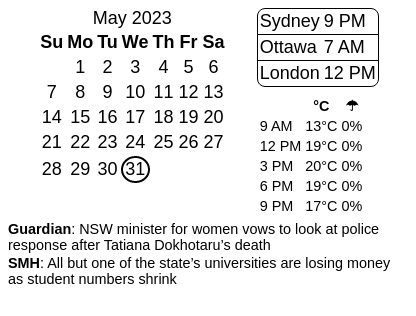 May 2023
Su Mo Tu We Th Fr Sa
1 2 3 4 5 6
7 8 9 10 11 12 13
14 15 16 17 18 19 20
21 22 23 24 25 26 27
28 29 30 31
Sydney 9 PM
Ottawa 7 AM
London 12 PM
°C ☂
9 AM 13°C 0%
12 PM 19°C 0%
3 PM 20°C 0%
6 PM 19°C 0%
9 PM 17°C 0%
Guardian: NSW minister for women vows to look at police
response after Tatiana Dokhotaru’s death
SMH: All but one of the state’s universities are losing money
as student numbers shrink